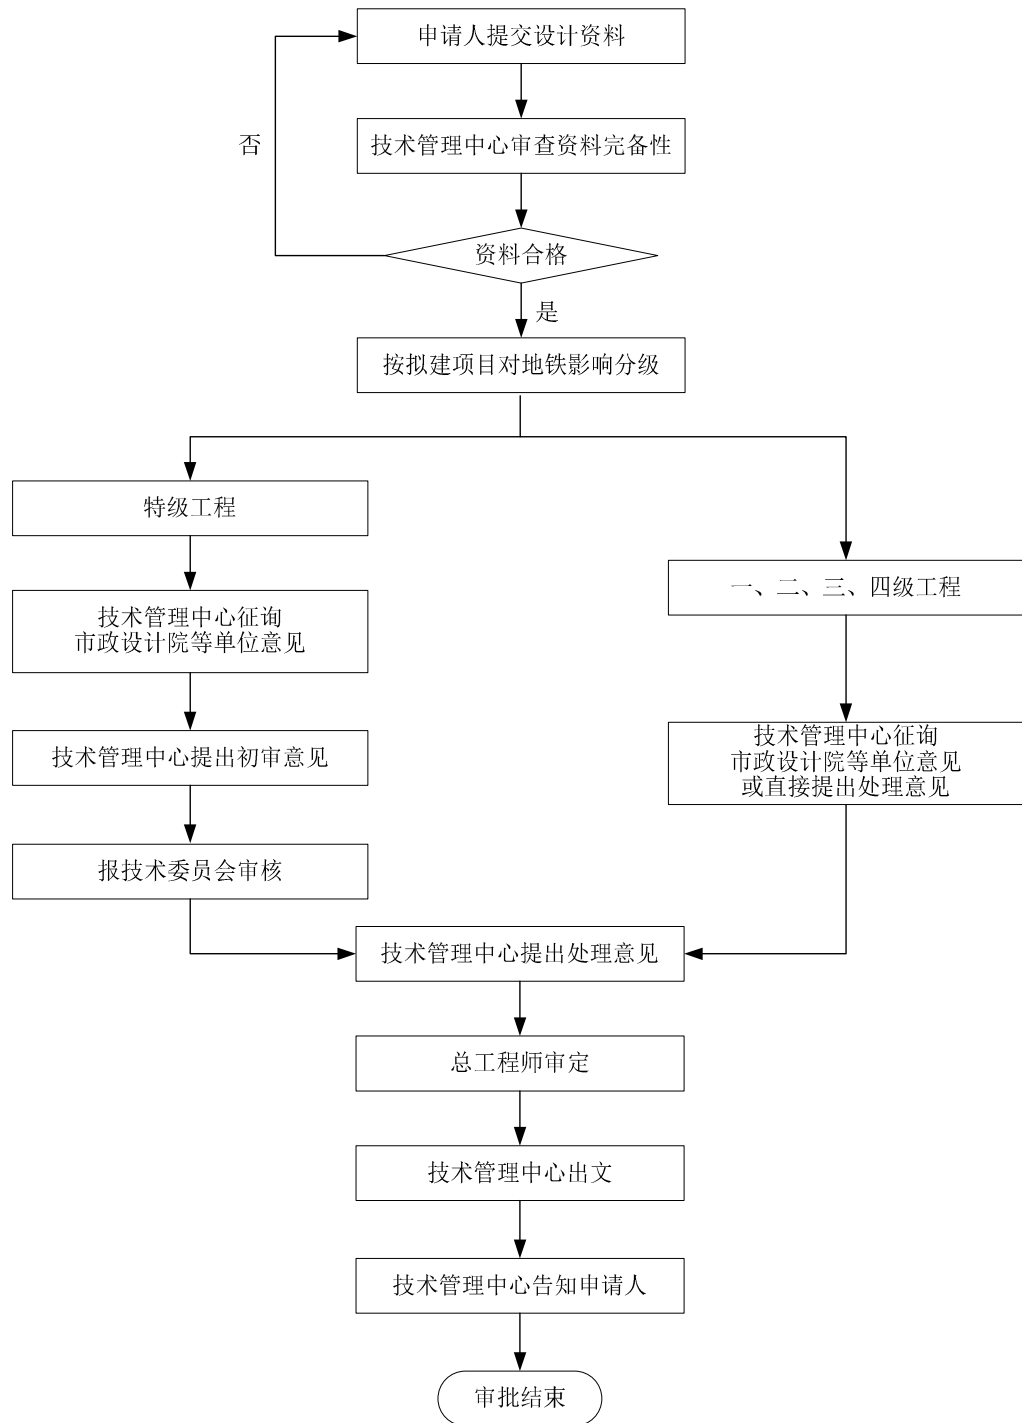 申请人提交设计资料
否
技术管理中心审查资料完备性
资料合格
是
按拟建项目对地铁影响分级
特级工程
技术管理中心征询
市政设计院等单位意见
技术管理中心提出初审意见
报技术委员会审核
一、二、三、四级工程
技术管理中心征询
市政设计院等单位意见
或直接提出处理意见
技术管理中心提出处理意见
总工程师审定
技术管理中心出文
技术管理中心告知申请人
审批结束